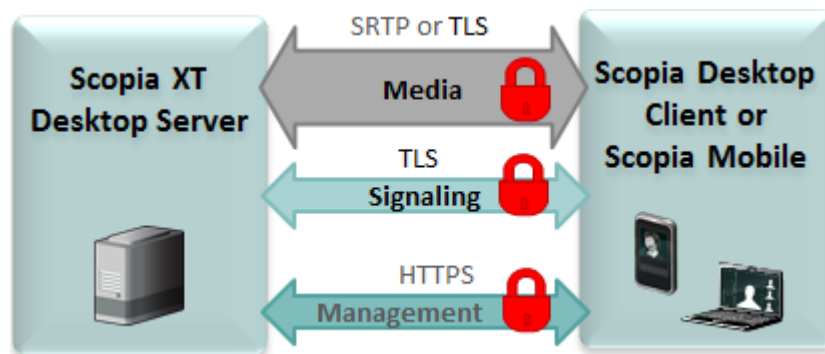 Scopia XT
Desktop Server
SRTP or TLS
Media
TLS
Signaling
HTTPS
Management
Scopia Desktop
Client or
Scopia Mobile